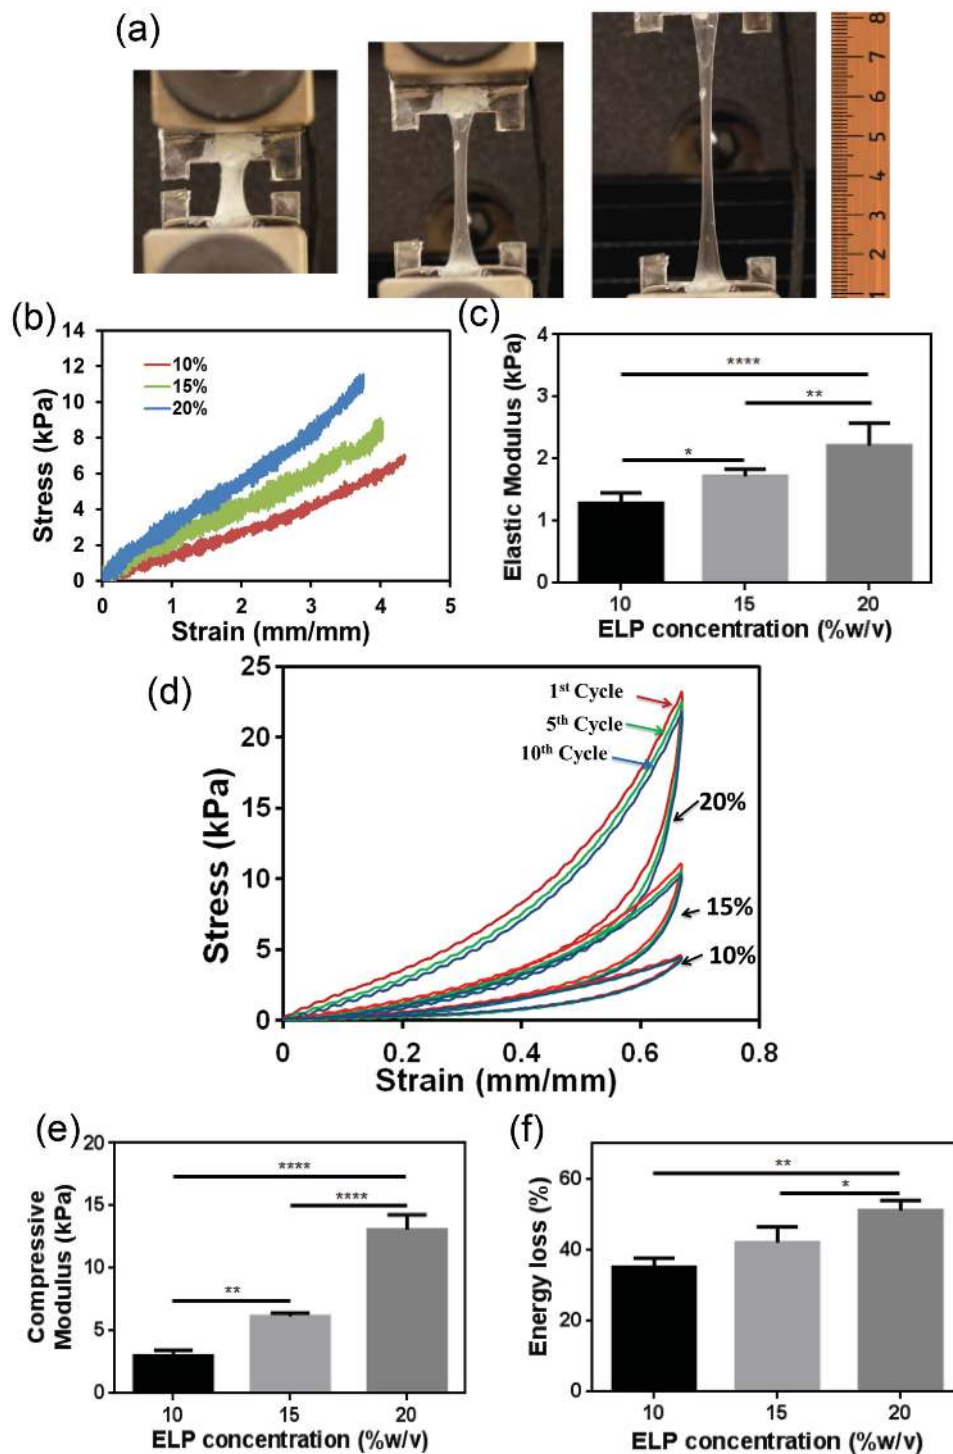 (a)
8
7
6
5
4
3
2
1
(b)
14
12
10
8
6
4
2
0
Stress (kPa)
10%
15%
20%
0 1 2 3 4 5
Strain (mm/mm)
(c)
4
3
2
1
0
Elastic Modulus (kPa)
****
**
*
10 15 20
ELP concentration (%w/v)
(d)
25
20
15
10
5
0
Stress (kPa)
1st Cycle
5th Cycle
10th Cycle
20%
15%
10%
0 0.2 0.4 0.6 0.8
Strain (mm/mm)
(e)
20
15
10
5
0
Compressive
Modulus (kPa)
****
****
**
10 15 20
ELP concentration (%w/v)
(f)
60
40
20
0
Energy loss (%)
**
*
10 15 20
ELP concentration (%w/v)